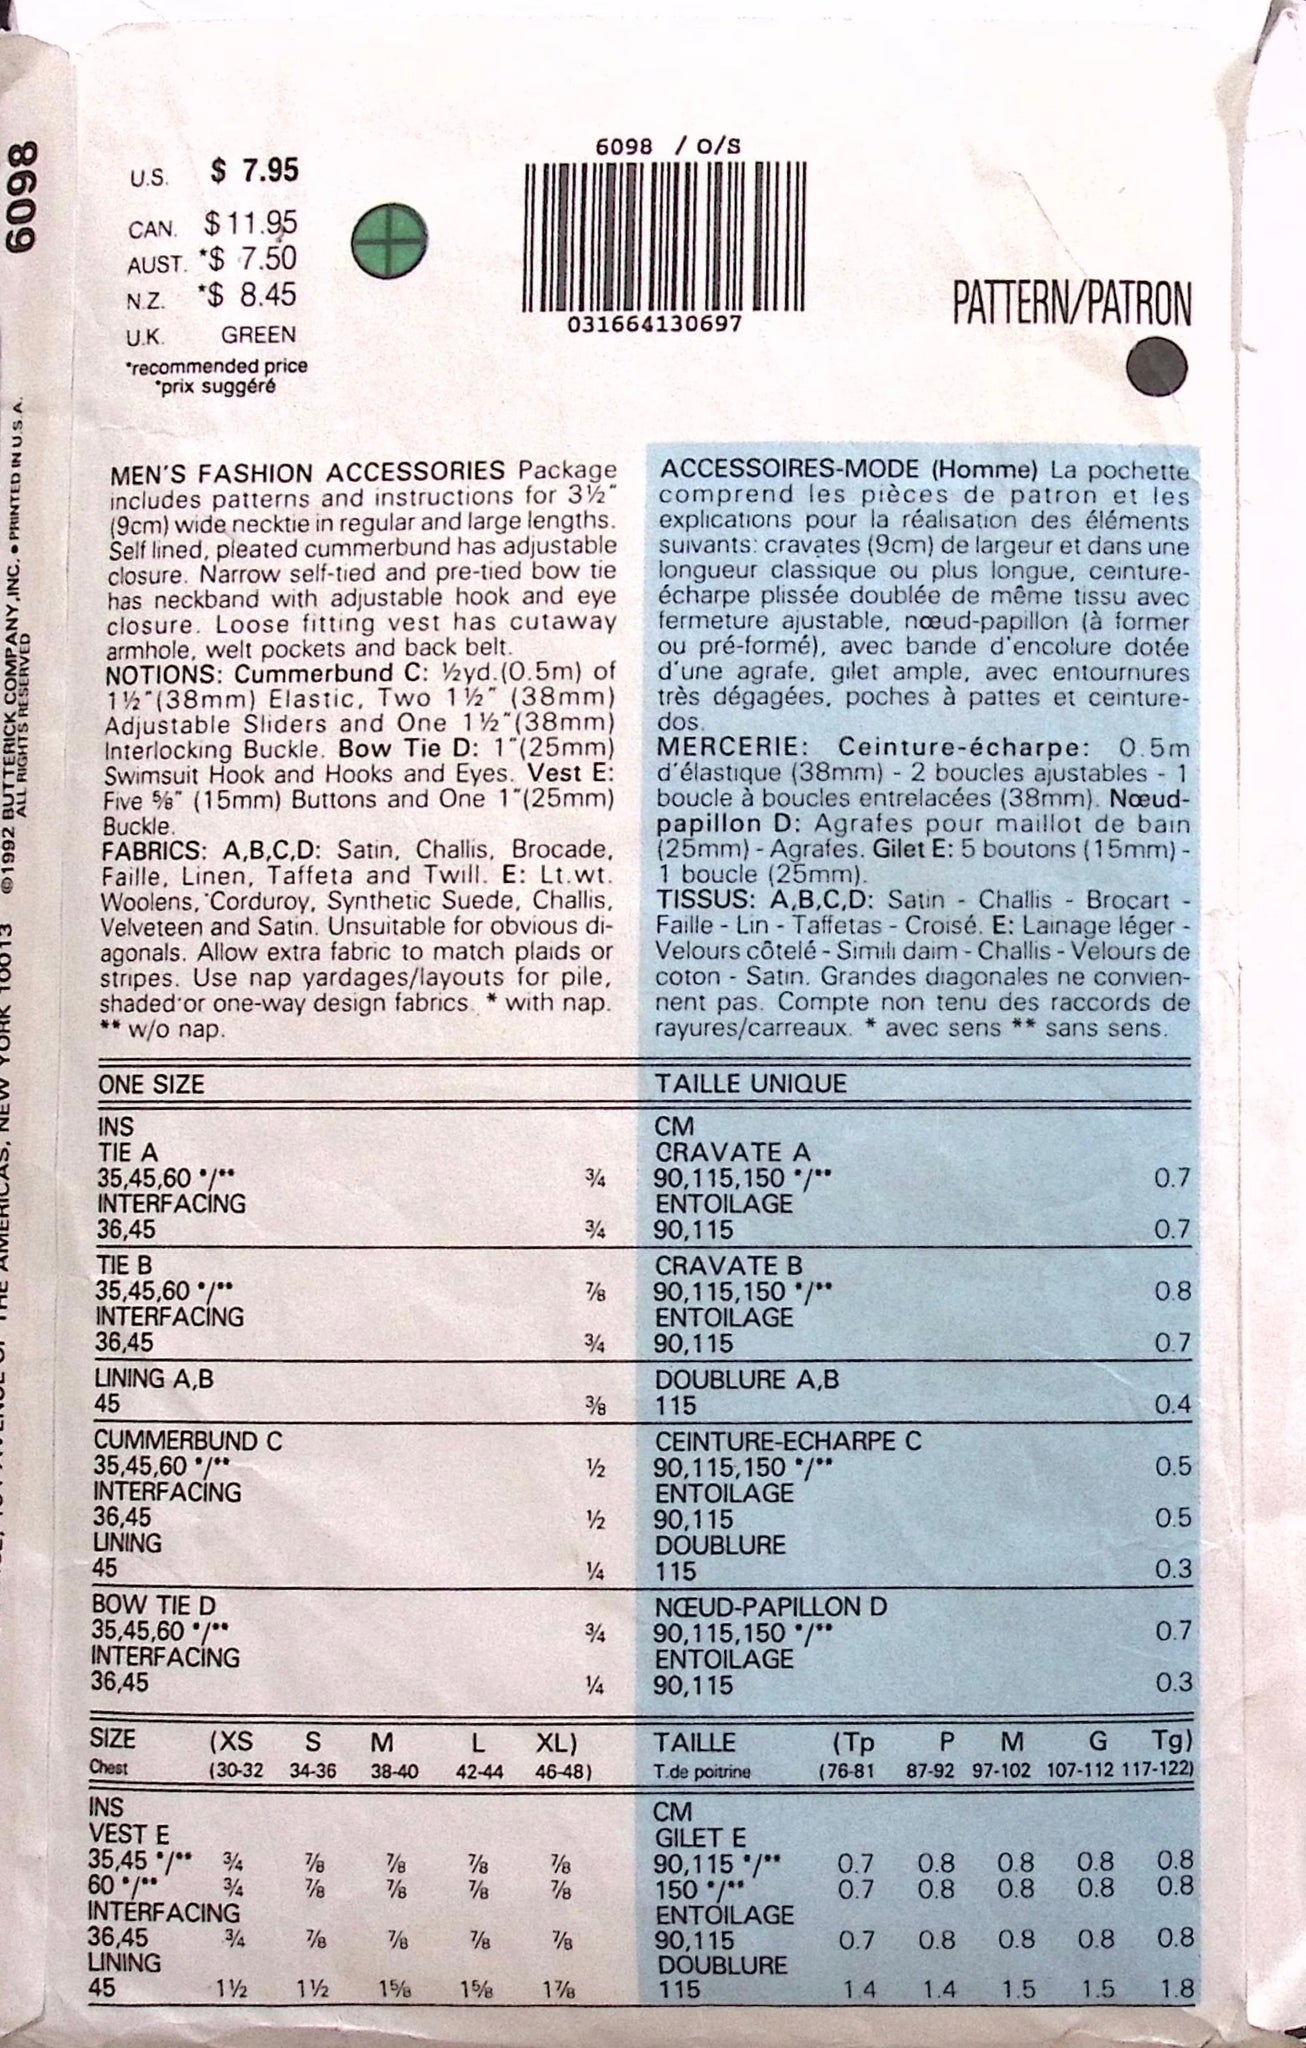 6098
©1992 BUTTERICK COMPANY, INC. • PRINTED IN U.S.A.
ALL RIGHTS RESERVED
THE AMERICAS, NEW YORK 10013
U.S. $ 7.95
CAN. $ 11.95
AUST. *$ 7.50
N.Z. *$ 8.45
U.K. GREEN
*recommended price
*prix suggéré
6098 / O/S
031664130697
PATTERN/PATRON
MEN'S FASHION ACCESSORIES Package
includes patterns and instructions for 3½"
(9cm) wide necktie in regular and large lengths.
Self lined, pleated cummerbund has adjustable
closure. Narrow self-tied and pre-tied bow tie
has neckband with adjustable hook and eye
closure. Loose fitting vest has cutaway
armhole, welt pockets and back belt.
NOTIONS: Cummerbund C: ½yd.(0.5m) of
1½"(38mm) Elastic, Two 1½" (38mm)
Adjustable Sliders and One 1½"(38mm)
Interlocking Buckle. Bow Tie D: 1"(25mm)
Swimsuit Hook and Hooks and Eyes. Vest E:
Five ⅝" (15mm) Buttons and One 1"(25mm)
Buckle.
FABRICS: A,B,C,D: Satin, Challis, Brocade,
Faille, Linen, Taffeta and Twill. E: Lt.wt.
Woolens, Corduroy, Synthetic Suede, Challis,
Velveteen and Satin. Unsuitable for obvious di-
agonals. Allow extra fabric to match plaids or
stripes. Use nap yardages/layouts for pile,
shaded or one-way design fabrics. * with nap.
** w/o nap.
ACCESSOIRES-MODE (Homme) La pochette
comprend les pièces de patron et les
explications pour la réalisation des éléments
suivants: cravates (9cm) de largeur et dans une
longueur classique ou plus longue, ceinture-
écharpe plissée doublée de même tissu avec
fermeture ajustable, nœud-papillon (à former
ou pré-formé), avec bande d'encolure dotée
d'une agrafe, gilet ample, avec entournures
très dégagées, poches à pattes et ceinture-
dos.
MERCERIE: Ceinture-écharpe: 0.5m
d'élastique (38mm) - 2 boucles ajustables - 1
boucle à boucles entrelacées (38mm). Nœud-
papillon D: Agrafes pour maillot de bain
(25mm) - Agrafes. Gilet E: 5 boutons (15mm) -
1 boucle (25mm).
TISSUS: A,B,C,D: Satin - Challis - Brocart -
Faille - Lin - Taffetas - Croisé. E: Lainage léger -
Velours côtelé - Simili daim - Challis - Velours de
coton - Satin. Grandes diagonales ne convien-
nent pas. Compte non tenu des raccords de
rayures/carreaux. * avec sens ** sans sens.
ONE SIZE
INS
TIE A
35,45,60 */** ¾
INTERFACING
36,45 ¾
TIE B
35,45,60 */** ⅞
INTERFACING
36,45 ¾
LINING A,B
45 ⅜
CUMMERBUND C
35,45,60 */** ½
INTERFACING
36,45 ½
LINING
45 ¼
BOW TIE D
35,45,60 */** ¾
INTERFACING
36,45 ¼
TAILLE UNIQUE
CM
CRAVATE A
90,115,150 */** 0.7
ENTOILAGE
90,115 0.7
CRAVATE B
90,115,150 */** 0.8
ENTOILAGE
90,115 0.7
DOUBLURE A,B
115 0.4
CEINTURE-ECHARPE C
90,115,150 */** 0.5
ENTOILAGE
90,115 0.5
DOUBLURE
115 0.3
NŒUD-PAPILLON D
90,115,150 */** 0.7
ENTOILAGE
90,115 0.3
SIZE (XS S M L XL)
Chest (30-32 34-36 38-40 42-44 46-48)
INS
VEST E
35,45 */** ¾ ⅞ ⅞ ⅞ ⅞
60 */** ¾ ⅞ ⅞ ⅞ ⅞
INTERFACING
36,45 ¾ ⅞ ⅞ ⅞ ⅞
LINING
45 1½ 1½ 1⅝ 1⅝ 1⅞
TAILLE (Tp P M G Tg)
T.de poitrine (76-81 87-92 97-102 107-112 117-122)
CM
GILET E
90,115 */** 0.7 0.8 0.8 0.8 0.8
150 */** 0.7 0.8 0.8 0.8 0.8
ENTOILAGE
90,115 0.7 0.8 0.8 0.8 0.8
DOUBLURE
115 1.4 1.4 1.5 1.5 1.8